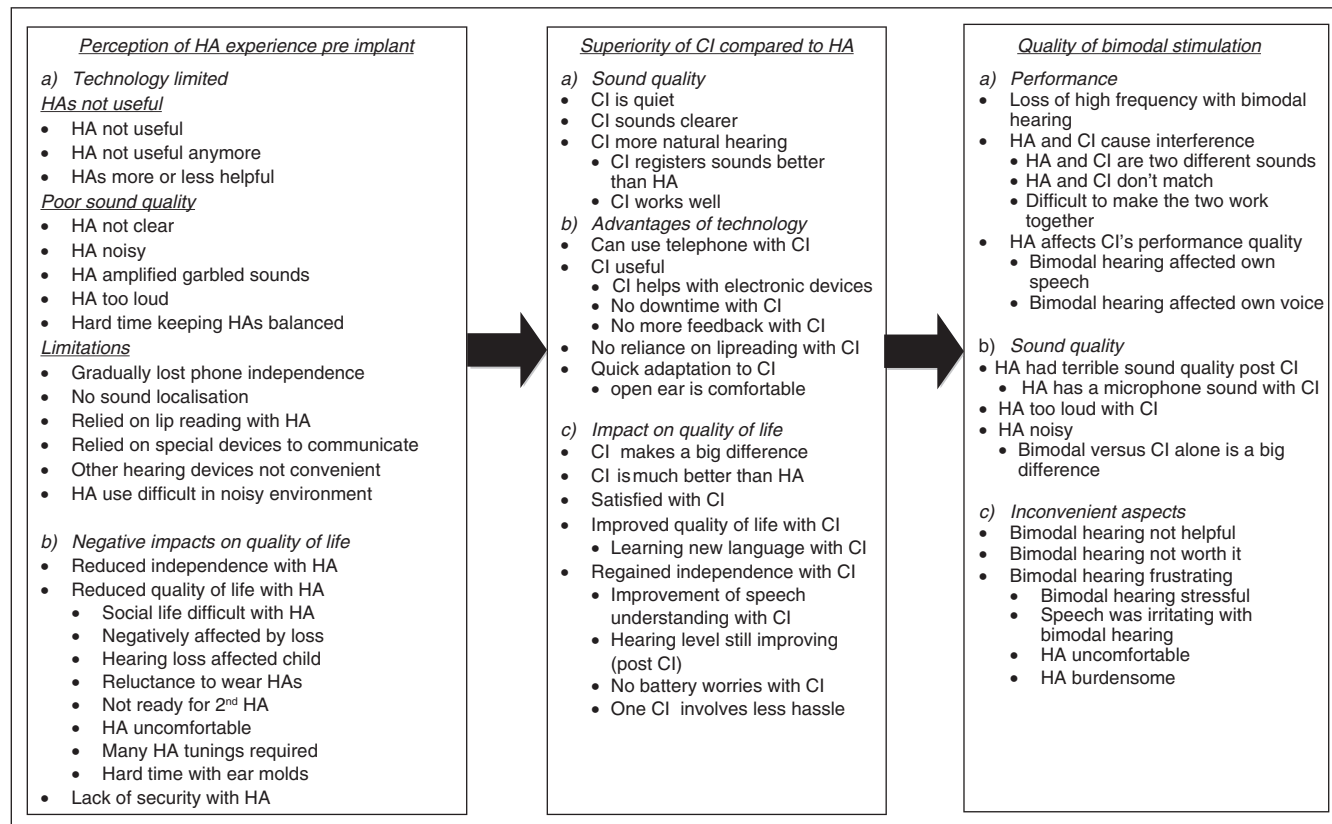 Perception of HA experience pre implant
a) Technology limited
HAs not useful
• HA not useful
• HA not useful anymore
• HAs more or less helpful
Poor sound quality
• HA not clear
• HA noisy
• HA amplified garbled sounds
• HA too loud
• Hard time keeping HAs balanced
Limitations
• Gradually lost phone independence
• No sound localisation
• Relied on lip reading with HA
• Relied on special devices to communicate
• Other hearing devices not convenient
• HA use difficult in noisy environment
b) Negative impacts on quality of life
• Reduced independence with HA
• Reduced quality of life with HA
• Social life difficult with HA
• Negatively affected by loss
• Hearing loss affected child
• Reluctance to wear HAs
• Not ready for 2nd HA
• HA uncomfortable
• Many HA tunings required
• Hard time with ear molds
• Lack of security with HA
Superiority of CI compared to HA
a) Sound quality
• CI is quiet
• CI sounds clearer
• CI more natural hearing
• CI registers sounds better
than HA
• CI works well
b) Advantages of technology
• Can use telephone with CI
• CI useful
• CI helps with electronic devices
• No downtime with CI
• No more feedback with CI
• No reliance on lipreading with CI
• Quick adaptation to CI
• open ear is comfortable
c) Impact on quality of life
• CI makes a big difference
• CI is much better than HA
• Satisfied with CI
• Improved quality of life with CI
• Learning new language with CI
• Regained independence with CI
• Improvement of speech
understanding with CI
• Hearing level still improving
(post CI)
• No battery worries with CI
• One CI involves less hassle
Quality of bimodal stimulation
a) Performance
• Loss of high frequency with bimodal
hearing
• HA and CI cause interference
• HA and CI are two different sounds
• HA and CI don't match
• Difficult to make the two work
together
• HA affects CI's performance quality
• Bimodal hearing affected own
speech
• Bimodal hearing affected own voice
b) Sound quality
• HA had terrible sound quality post CI
• HA has a microphone sound with CI
• HA too loud with CI
• HA noisy
• Bimodal versus CI alone is a big
difference
c) Inconvenient aspects
• Bimodal hearing not helpful
• Bimodal hearing not worth it
• Bimodal hearing frustrating
• Bimodal hearing stressful
• Speech was irritating with
bimodal hearing
• HA uncomfortable
• HA burdensome